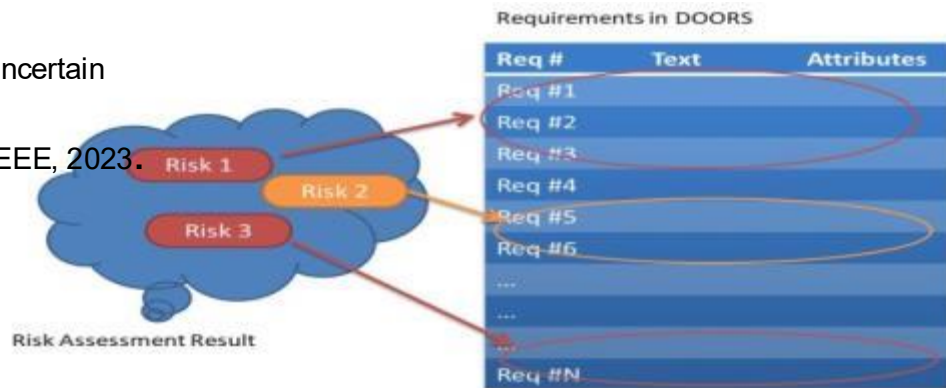 Requirements in DOORS
ncertain
EEE, 2023.
Risk 1
Risk 2
Risk 3
Risk Assessment Result
Req # Text Attributes
Req #1
Req #2
Req #3
Req #4
Req #5
Req #6
...
...
...
Req #N